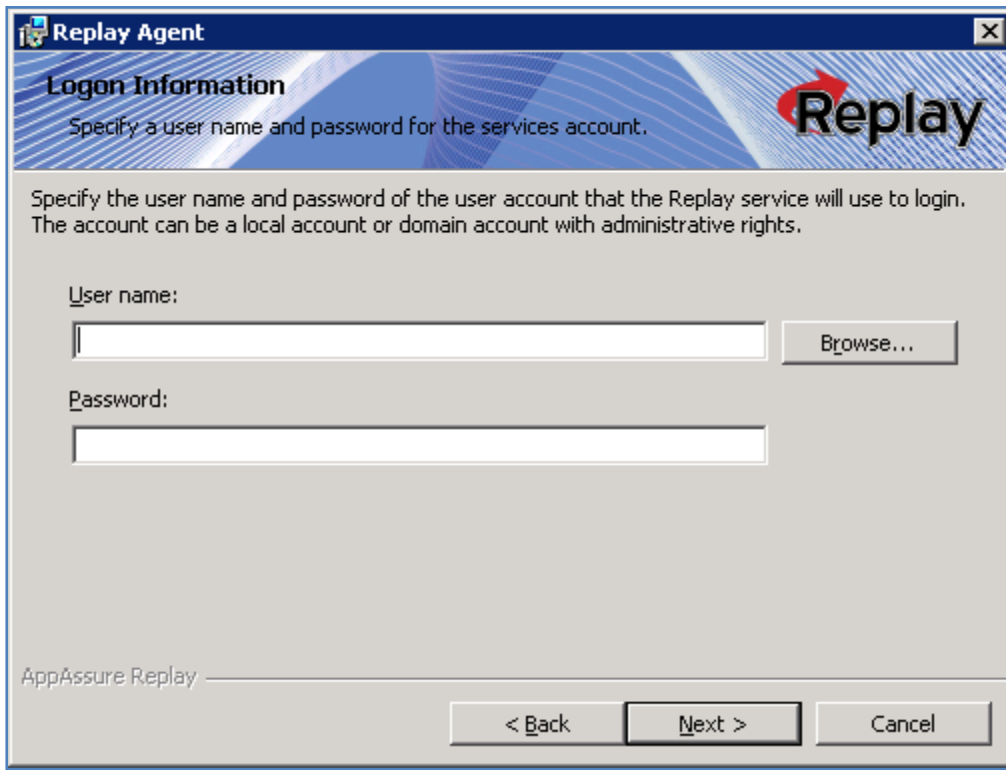 Replay Agent
Logon Information
Specify a user name and password for the services account.
Replay
Specify the user name and password of the user account that the Replay service will use to login.
The account can be a local account or domain account with administrative rights.
User name:
Browse...
Password:
AppAssure Replay
< Back Next > Cancel